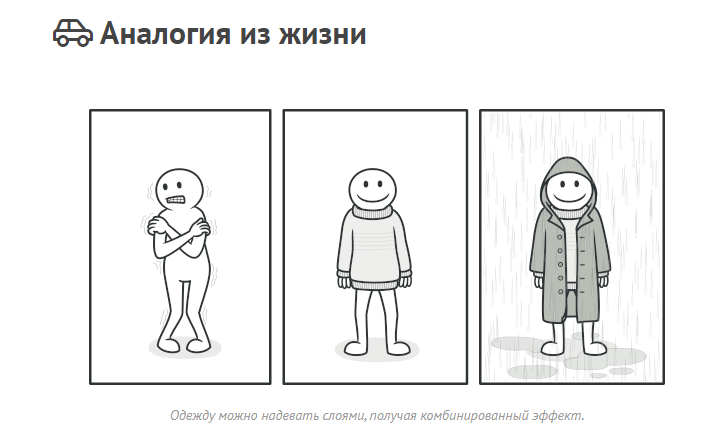 Аналогия из жизни
Одежду можно надевать слоями, получая комбинированный эффект.